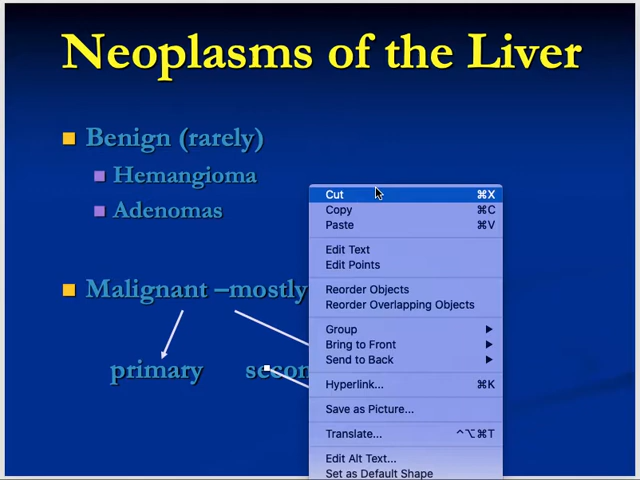 Neoplasms of the Liver
Benign (rarely)
Hemangioma
Adenomas
Malignant –mostly
primary
Cut ⌘X
Copy ⌘C
Paste ⌘V
Edit Text
Edit Points
Reorder Objects
Reorder Overlapping Objects
Group
Bring to Front
Send to Back
Hyperlink... ⌘K
Save as Picture...
Translate... ^⌥⌘T
Edit Alt Text...
Set as Default Shape